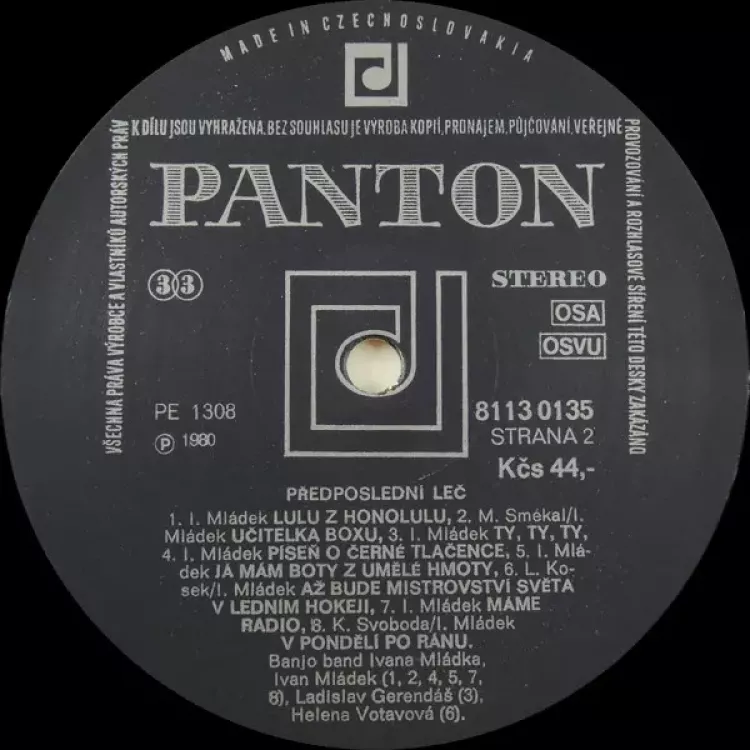 MADE IN CZECHOSLOVAKIA
VŠECHNA PRÁVA VÝROBCE A VLASTNÍKŮ AUTORSKÝCH PRÁV
K DÍLU JSOU VYHRAŽENA. BEZ SOUHLASU JE VÝROBA KOPIÍ, PRONÁJEM, PŮJČOVÁNÍ, VEŘEJNÉ
PROVOZOVÁNÍ A ROZHLASOVÉ ŠÍŘENÍ TÉTO DESKY ZAKÁZÁNO
PANTON
33
STEREO
OSA
OSVU
PE 1308
8113 0135
Ⓟ 1980
STRANA 2
Kčs 44,-
PŘEDPOSLEDNÍ LEČ
1. I. Mládek LULU Z HONOLULU, 2. M. Smékal/I.
Mládek UČITELKA BOXU, 3. I. Mládek TY, TY, TY,
4. I. Mládek PÍSEŇ O ČERNÉ TLAČENCE, 5. I. Mlá-
dek JÁ MÁM BOTY Z UMĚLÉ HMOTY, 6. L. Ko-
sek/I. Mládek AŽ BUDE MISTROVSTVÍ SVĚTA
V LEDNÍM HOKEJI, 7. I. Mládek MÁME
RADIO, 8. K. Svoboda/I. Mládek
V PONDĚLÍ PO RÁNU.
Banjo band Ivana Mládka,
Ivan Mládek (1, 2, 4, 5, 7,
8), Ladislav Gerendáš (3),
Helena Votavová (6).